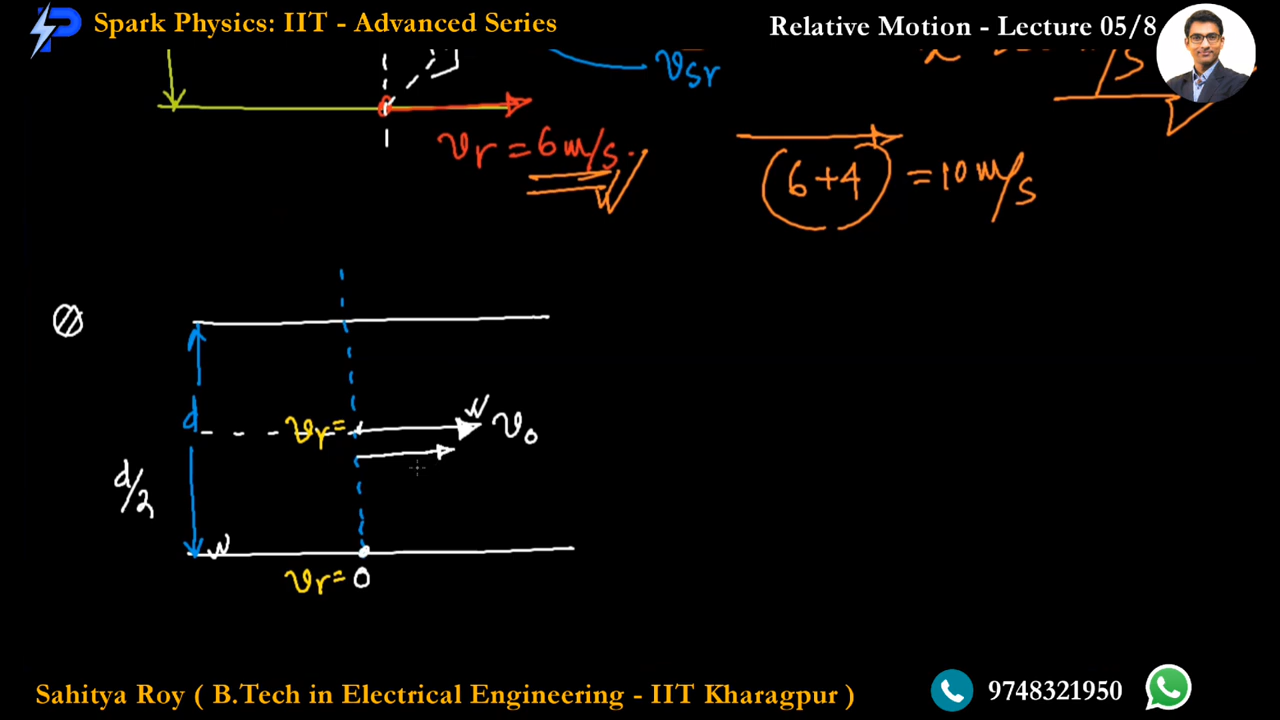 Spark Physics: IIT - Advanced Series
Relative Motion - Lecture 05/8
vsr
vr = 6 m/s.
(6+4) = 10 m/s
d
vr =
v0
d/2
vr = 0
Sahitya Roy ( B.Tech in Electrical Engineering - IIT Kharagpur )
9748321950